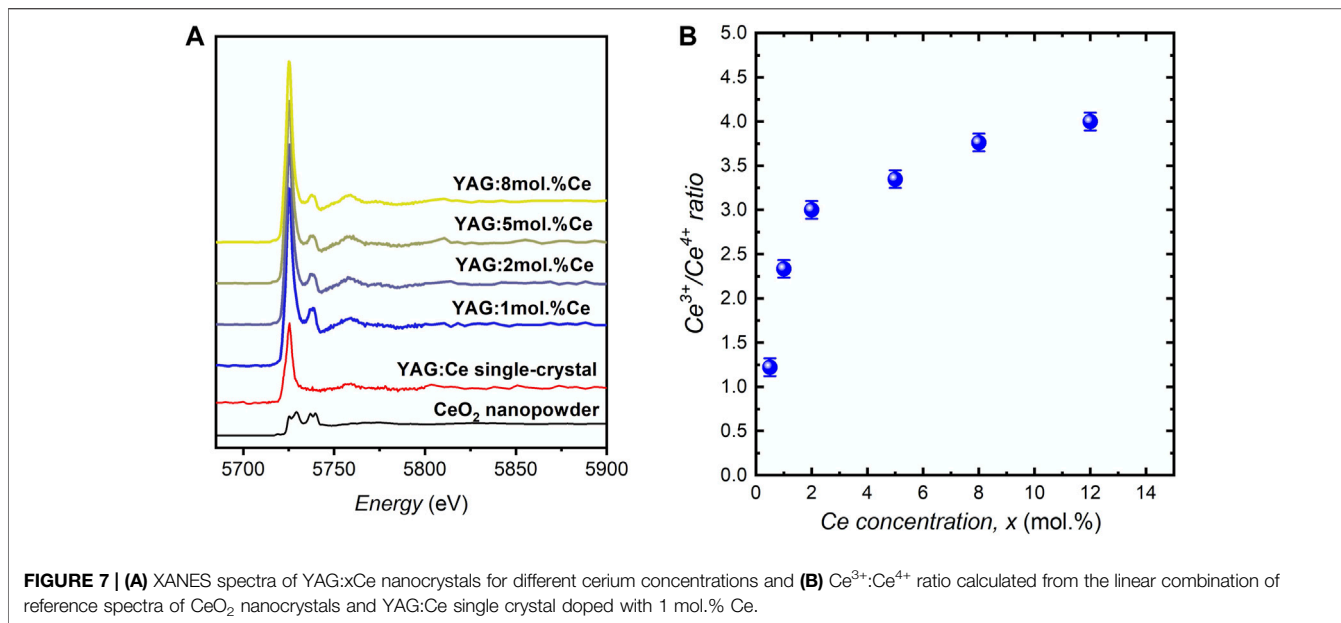 A
YAG:8mol.%Ce
YAG:5mol.%Ce
YAG:2mol.%Ce
YAG:1mol.%Ce
YAG:Ce single-crystal
CeO₂ nanopowder
5700 5750 5800 5850 5900
Energy (eV)
B
5.0
4.5
4.0
3.5
3.0
2.5
2.0
1.5
1.0
0.5
0.0
Ce³⁺/Ce⁴⁺ ratio
0 2 4 6 8 10 12 14
Ce concentration, x (mol.%)
FIGURE 7 | (A) XANES spectra of YAG:xCe nanocrystals for different cerium concentrations and (B) Ce³⁺:Ce⁴⁺ ratio calculated from the linear combination of
reference spectra of CeO₂ nanocrystals and YAG:Ce single crystal doped with 1 mol.% Ce.